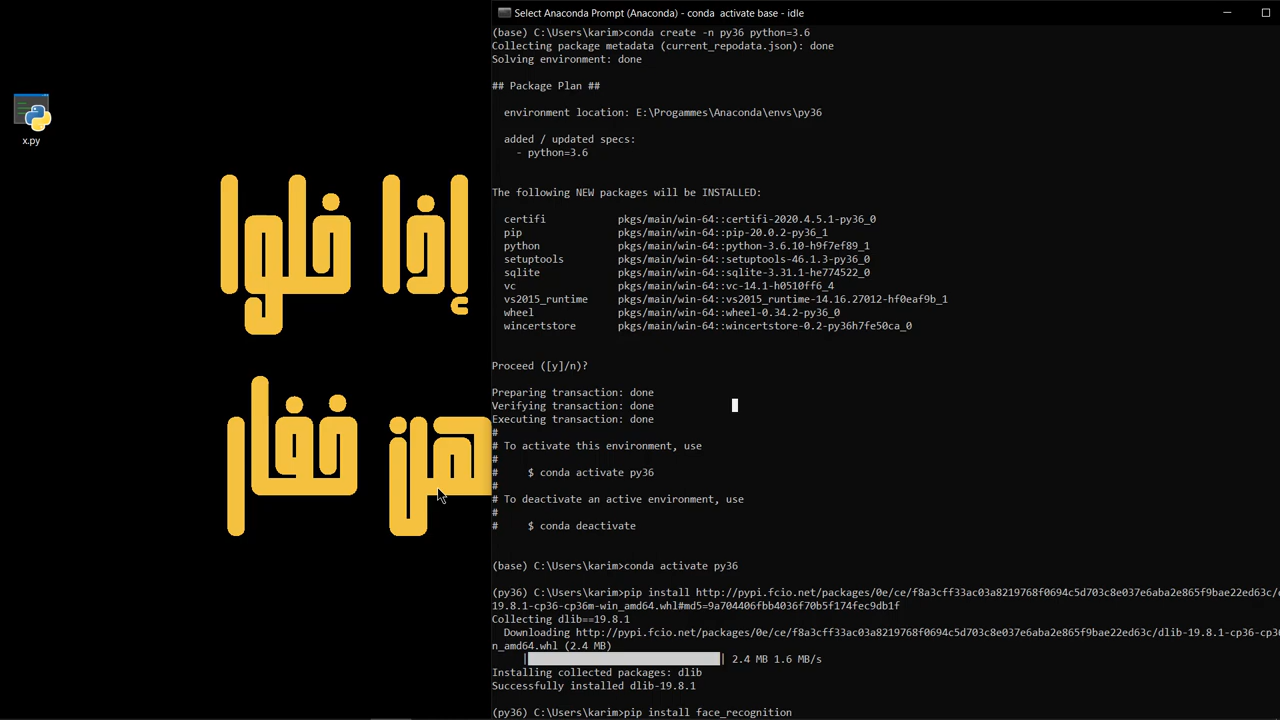 Select Anaconda Prompt (Anaconda) - conda  activate base - idle
x.py
إذا خلوا
من خفار
(base) C:\Users\karim>conda create -n py36 python=3.6
Collecting package metadata (current_repodata.json): done
Solving environment: done
## Package Plan ##
environment location: E:\Progammes\Anaconda\envs\py36
added / updated specs:
- python=3.6
The following NEW packages will be INSTALLED:
certifi            pkgs/main/win-64::certifi-2020.4.5.1-py36_0
pip                pkgs/main/win-64::pip-20.0.2-py36_1
python             pkgs/main/win-64::python-3.6.10-h9f7ef89_1
setuptools         pkgs/main/win-64::setuptools-46.1.3-py36_0
sqlite             pkgs/main/win-64::sqlite-3.31.1-he774522_0
vc                 pkgs/main/win-64::vc-14.1-h0510ff6_4
vs2015_runtime     pkgs/main/win-64::vs2015_runtime-14.16.27012-hf0eaf9b_1
wheel              pkgs/main/win-64::wheel-0.34.2-py36_0
wincertstore       pkgs/main/win-64::wincertstore-0.2-py36h7fe50ca_0
Proceed ([y]/n)?
Preparing transaction: done
Verifying transaction: done
Executing transaction: done
#
# To activate this environment, use
#
#     $ conda activate py36
#
# To deactivate an active environment, use
#
#     $ conda deactivate
(base) C:\Users\karim>conda activate py36
(py36) C:\Users\karim>pip install http://pypi.fcio.net/packages/0e/ce/f8a3cff33ac03a8219768f0694c5d703c8e037e6aba2e865f9bae22ed63c/
19.8.1-cp36-cp36m-win_amd64.whl#md5=9a704406fbb4036f70b5f174fec9db1f
Collecting dlib==19.8.1
Downloading http://pypi.fcio.net/packages/0e/ce/f8a3cff33ac03a8219768f0694c5d703c8e037e6aba2e865f9bae22ed63c/dlib-19.8.1-cp36-cp
n_amd64.whl (2.4 MB)
| | 2.4 MB 1.6 MB/s
Installing collected packages: dlib
Successfully installed dlib-19.8.1
(py36) C:\Users\karim>pip install face_recognition